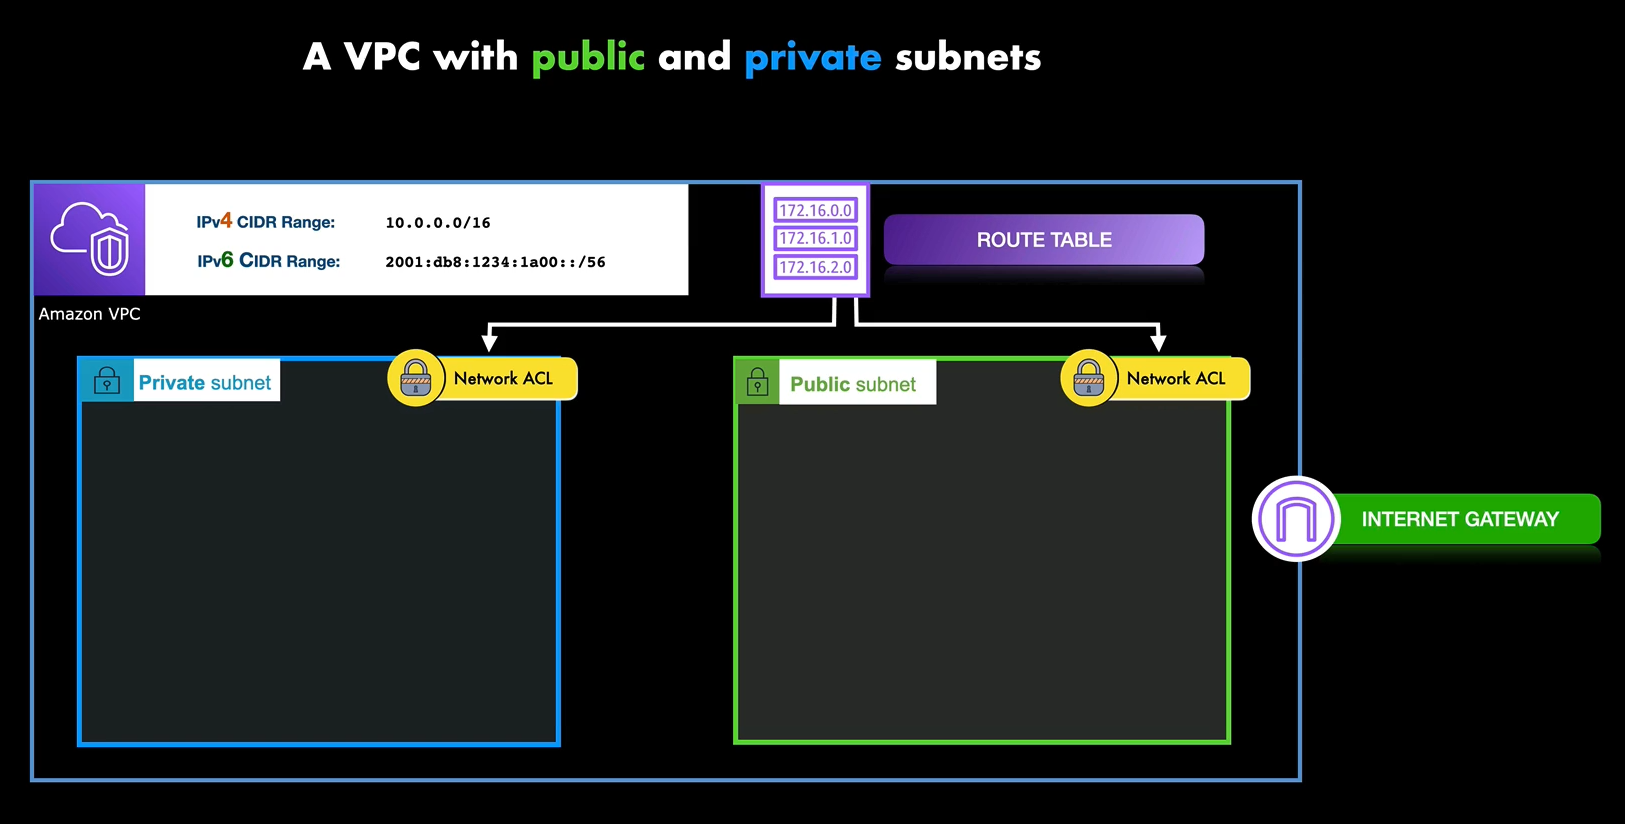 A VPC with public and private subnets
IPv4 CIDR Range: 10.0.0.0/16
IPv6 CIDR Range: 2001:db8:1234:1a00::/56
Amazon VPC
172.16.0.0
172.16.1.0
172.16.2.0
ROUTE TABLE
Private subnet
Network ACL
Public subnet
Network ACL
INTERNET GATEWAY